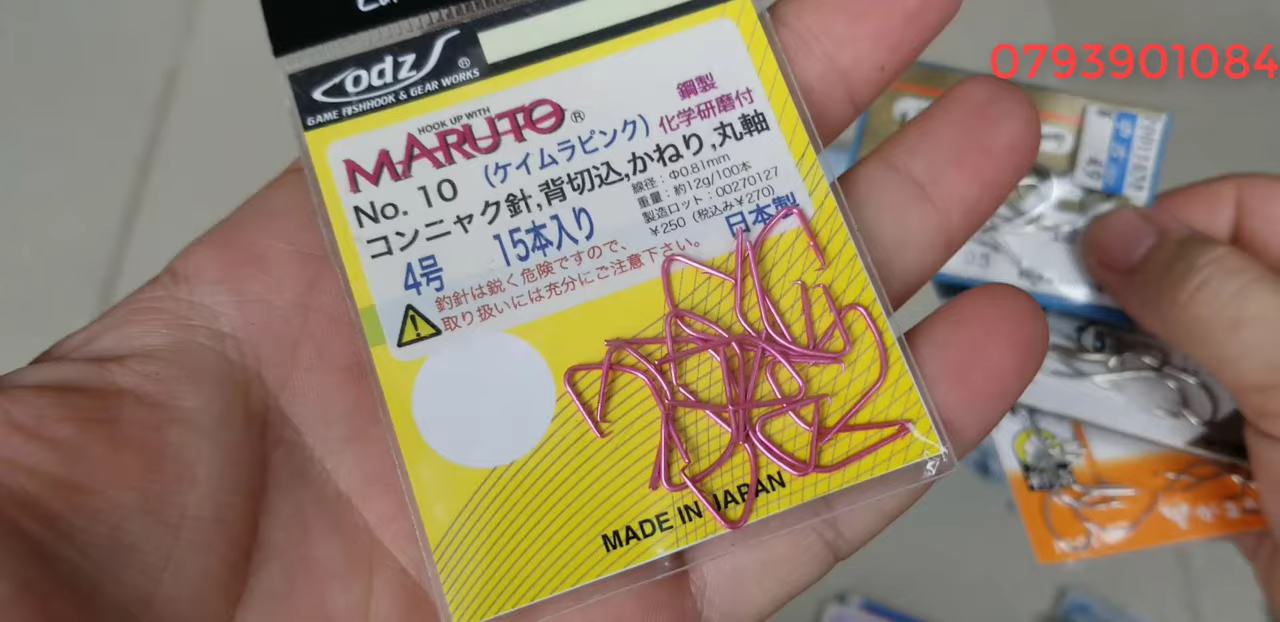 0793901084
odz®
GAME FISHHOOK & GEAR WORKS
HOOK UP WITH
MARUTO®
鋼製
No. 10 (ケイムラピンク) 化学研磨付
コンニャク針,背切込,かねり,丸軸
4号 15本入り
線径:Φ0.81mm
重量:約12g/100本
製造ロット:00270127
¥250(税込み¥270)
日本製
釣針は鋭く危険ですので、
取り扱いには充分にご注意下さい。
MADE IN JAPAN